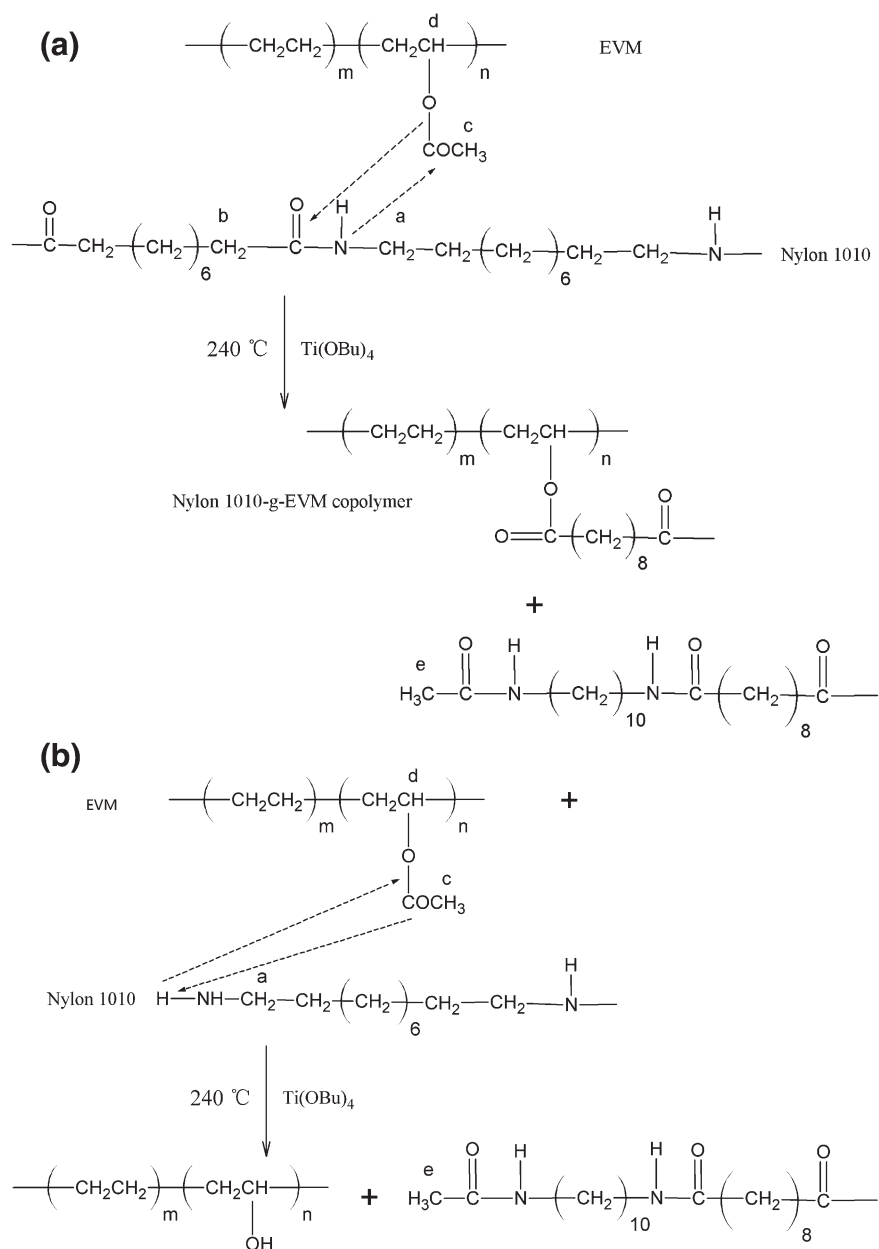 (a)
d
—(CH2CH2)m(CH2CH)n— EVM
O
c
COCH3
O b O H a H
—C—CH2—(CH2)6—CH2—C—N—CH2—CH2—(CH2)6—CH2—CH2—N— Nylon 1010
240 ℃ Ti(OBu)4
—(CH2CH2)m(CH2CH)n—
O
Nylon 1010-g-EVM copolymer
O
O=C—(CH2)8—C—
+
O H H O O
e
H3C—C—N—(CH2)10—N—C—(CH2)8—C—
(b)
d
EVM —(CH2CH2)m(CH2CH)n— +
O
c
COCH3
a H
Nylon 1010 H—NH—CH2—CH2—(CH2)6—CH2—CH2—N—
240 ℃ Ti(OBu)4
O H H O O
e
—(CH2CH2)m(CH2CH)n— + H3C—C—N—(CH2)10—N—C—(CH2)8—C—
OH